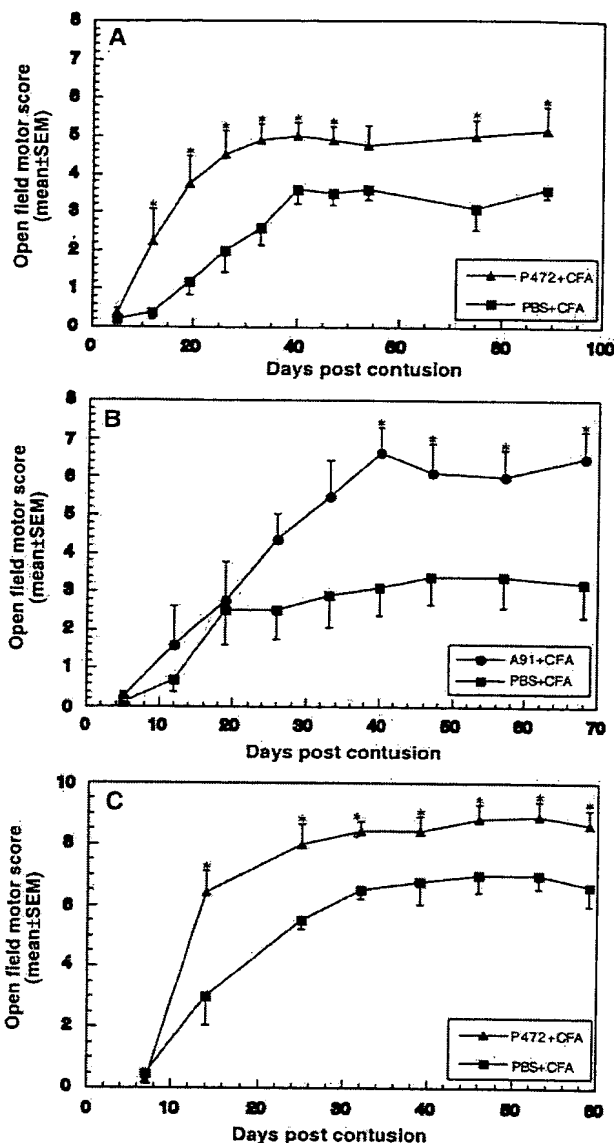 A
Open field motor score
(mean±SEM)
8
7
6
5
4
3
2
1
0
* * * * * * * * *
P472+CFA
PBS+CFA
0 20 40 60 80 100
Days post contusion
B
Open field motor score
(mean±SEM)
8
7
6
5
4
3
2
1
0
* * * *
A91+CFA
PBS+CFA
0 10 20 30 40 50 60 70
Days post contusion
C
Open field motor score
(mean±SEM)
10
8
6
4
2
0
* * * * * * *
P472+CFA
PBS+CFA
0 10 20 30 40 50 60
Days post contusion